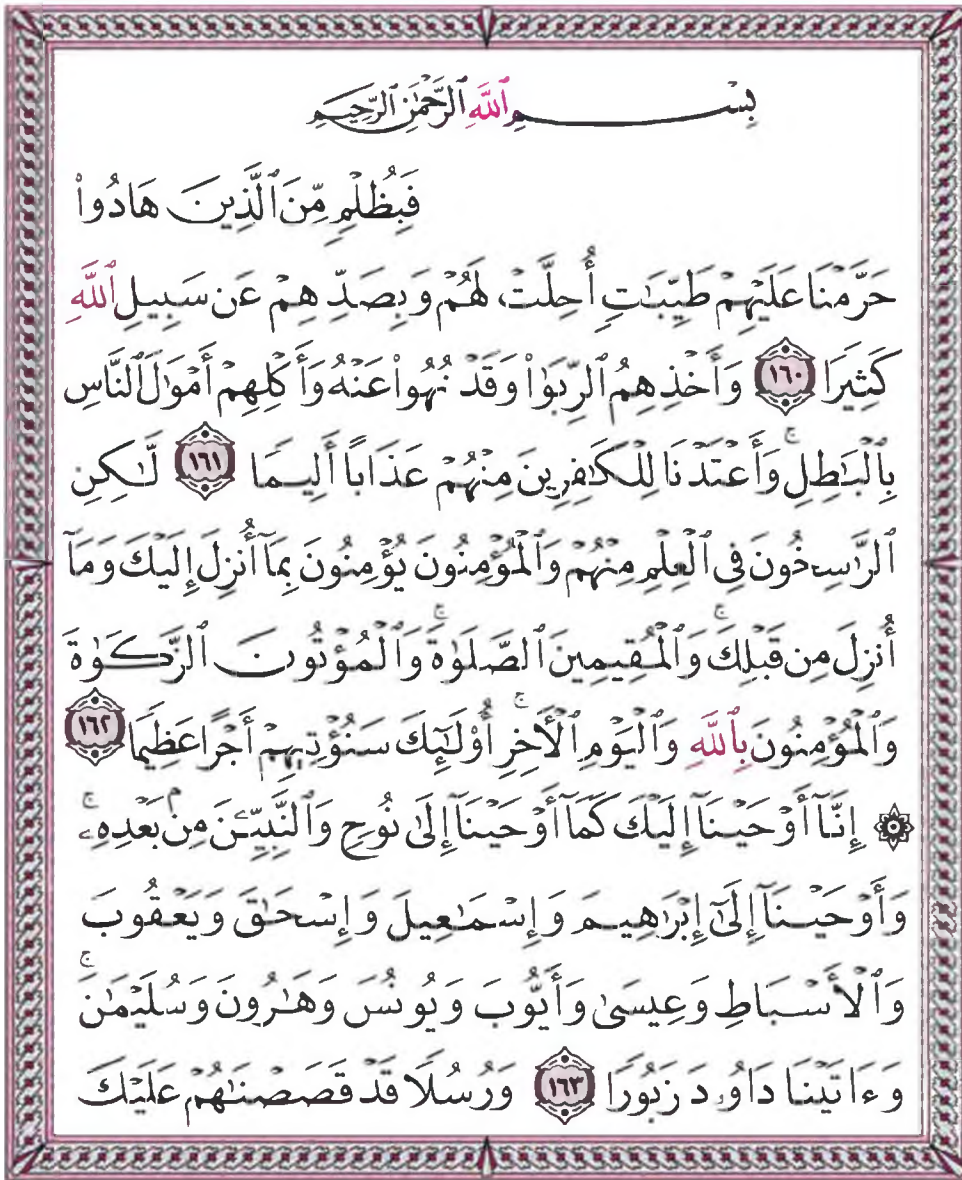 بِسْمِ ٱللَّهِ ٱلرَّحْمَٰنِ ٱلرَّحِيمِ
فَبِظُلْمٍ مِّنَ ٱلَّذِينَ هَادُوا۟
حَرَّمْنَا عَلَيْهِمْ طَيِّبَٰتٍ أُحِلَّتْ لَهُمْ وَبِصَدِّهِمْ عَن سَبِيلِ ٱللَّهِ
كَثِيرًا ١٦٠ وَأَخْذِهِمُ ٱلرِّبَوٰا۟ وَقَدْ نُهُوا۟ عَنْهُ وَأَكْلِهِمْ أَمْوَٰلَ ٱلنَّاسِ
بِٱلْبَٰطِلِ ۚ وَأَعْتَدْنَا لِلْكَٰفِرِينَ مِنْهُمْ عَذَابًا أَلِيمًا ١٦١ لَّٰكِنِ
ٱلرَّٰسِخُونَ فِى ٱلْعِلْمِ مِنْهُمْ وَٱلْمُؤْمِنُونَ يُؤْمِنُونَ بِمَآ أُنزِلَ إِلَيْكَ وَمَآ
أُنزِلَ مِن قَبْلِكَ ۚ وَٱلْمُقِيمِينَ ٱلصَّلَوٰةَ ۚ وَٱلْمُؤْتُونَ ٱلزَّكَوٰةَ
وَٱلْمُؤْمِنُونَ بِٱللَّهِ وَٱلْيَوْمِ ٱلْأَخِرِ ۚ أُو۟لَٰٓئِكَ سَنُؤْتِيهِمْ أَجْرًا عَظِيمًا ١٦٢
۞ إِنَّآ أَوْحَيْنَآ إِلَيْكَ كَمَآ أَوْحَيْنَآ إِلَىٰ نُوحٍ وَٱلنَّبِيِّـۧنَ مِنۢ بَعْدِهِۦ ۚ
وَأَوْحَيْنَآ إِلَىٰٓ إِبْرَٰهِيمَ وَإِسْمَٰعِيلَ وَإِسْحَٰقَ وَيَعْقُوبَ
وَٱلْأَسْبَاطِ وَعِيسَىٰ وَأَيُّوبَ وَيُونُسَ وَهَٰرُونَ وَسُلَيْمَٰنَ ۚ
وَءَاتَيْنَا دَاوُۥدَ زَبُورًا ١٦٣ وَرُسُلًا قَدْ قَصَصْنَٰهُمْ عَلَيْكَ